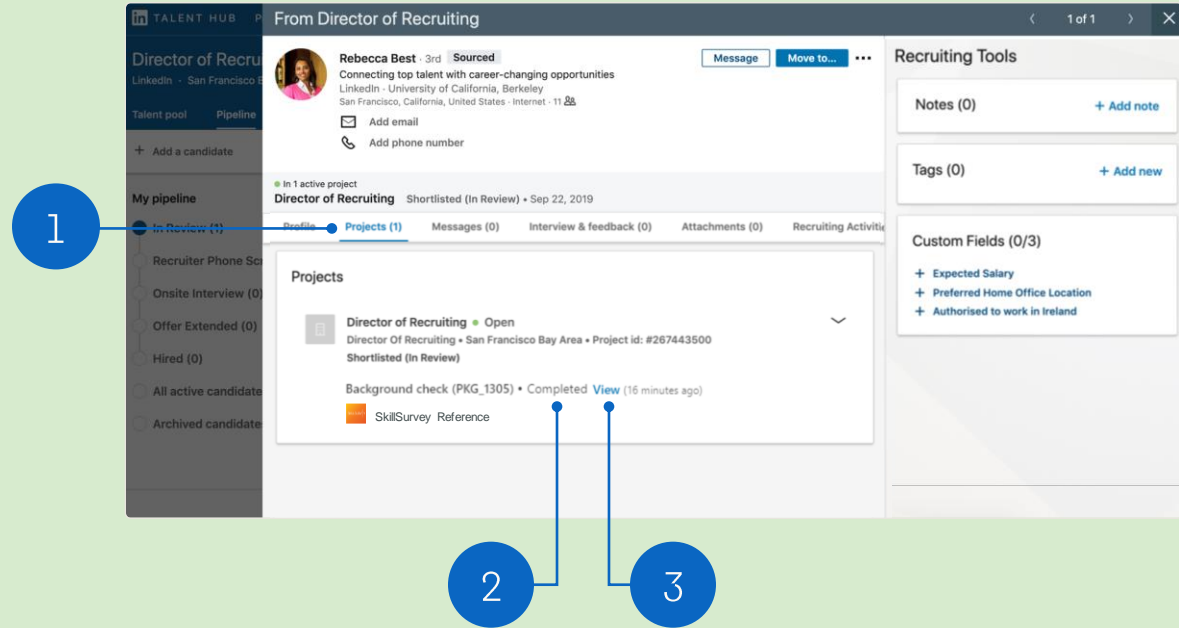 in TALENT HUB P
From Director of Recruiting
1 of 1
Director of Recrui
LinkedIn · San Francisco B
Talent pool Pipeline
+ Add a candidate
My pipeline
In Review (1)
Recruiter Phone Scr
Onsite Interview (0)
Offer Extended (0)
Hired (0)
All active candidate
Archived candidate
Rebecca Best · 3rd Sourced
Message Move to... •••
Connecting top talent with career-changing opportunities
LinkedIn · University of California, Berkeley
San Francisco, California, United States · Internet · 11
Add email
Add phone number
In 1 active project
Director of Recruiting Shortlisted (In Review) • Sep 22, 2019
Profile Projects (1) Messages (0) Interview & feedback (0) Attachments (0) Recruiting Activiti
Projects
Director of Recruiting • Open
Director Of Recruiting • San Francisco Bay Area • Project id: #267443500
Shortlisted (In Review)
Background check (PKG_1305) • Completed View (16 minutes ago)
SkillSurvey Reference
Recruiting Tools
Notes (0) + Add note
Tags (0) + Add new
Custom Fields (0/3)
+ Expected Salary
+ Preferred Home Office Location
+ Authorised to work in Ireland
1
2
3